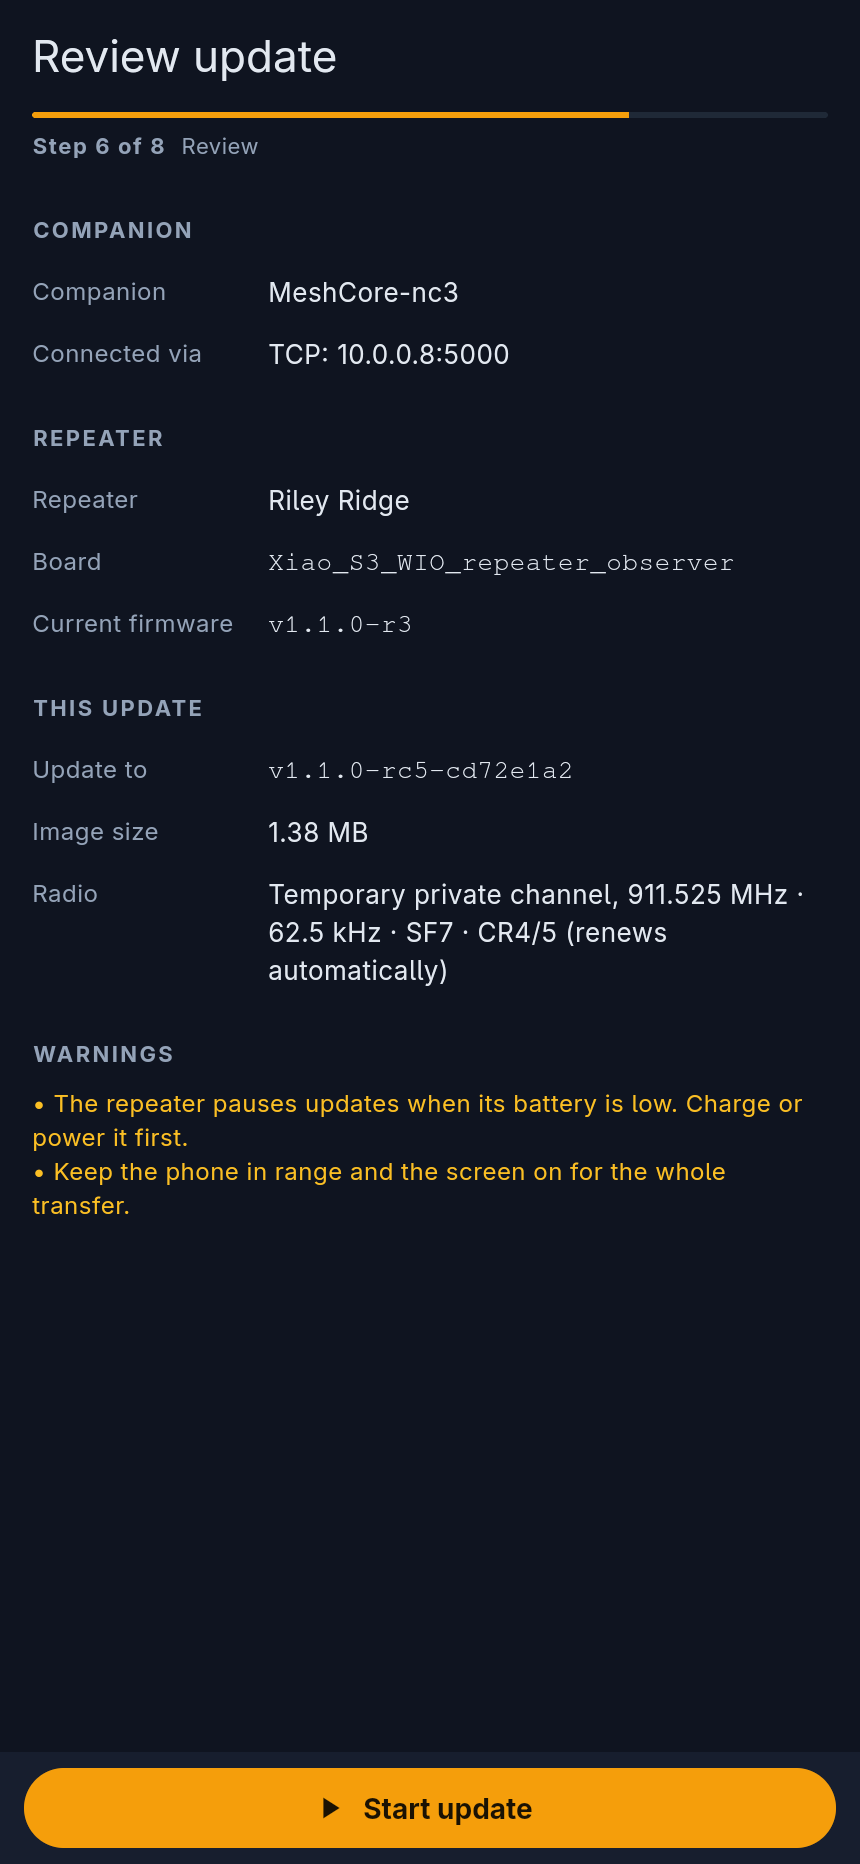 Review update
Step 6 of 8 Review
COMPANION
Companion MeshCore-nc3
Connected via TCP: 10.0.0.8:5000
REPEATER
Repeater Riley Ridge
Board Xiao_S3_WIO_repeater_observer
Current firmware v1.1.0-r3
THIS UPDATE
Update to v1.1.0-rc5-cd72e1a2
Image size 1.38 MB
Radio Temporary private channel, 911.525 MHz ·
62.5 kHz · SF7 · CR4/5 (renews
automatically)
WARNINGS
• The repeater pauses updates when its battery is low. Charge or
power it first.
• Keep the phone in range and the screen on for the whole
transfer.
Start update